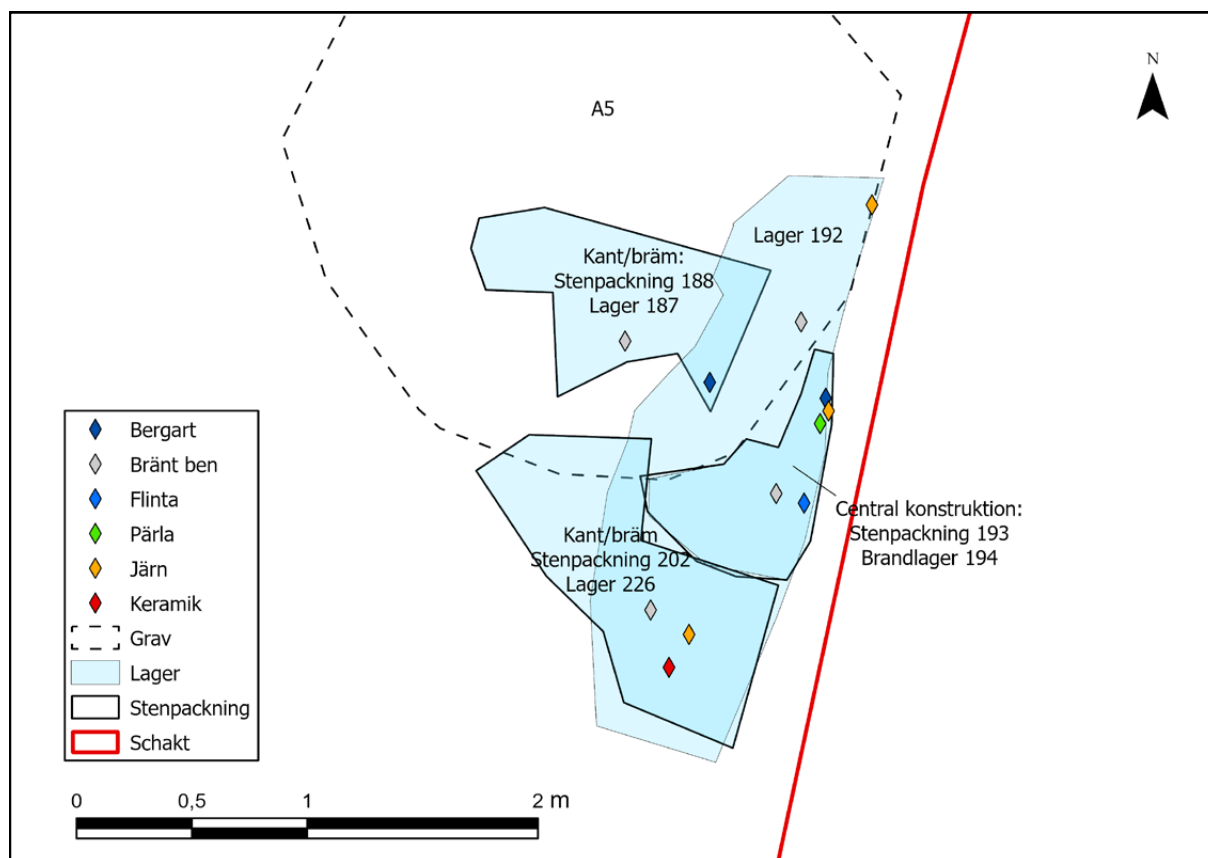 N
A5
Lager 192
Kant/bräm:
Stenpackning 188
Lager 187
Central konstruktion:
Stenpackning 193
Brandlager 194
Kant/bräm
Stenpackning 202
Lager 226
Bergart
Bränt ben
Flinta
Pärla
Järn
Keramik
Grav
Lager
Stenpackning
Schakt
0 0,5 1 2 m